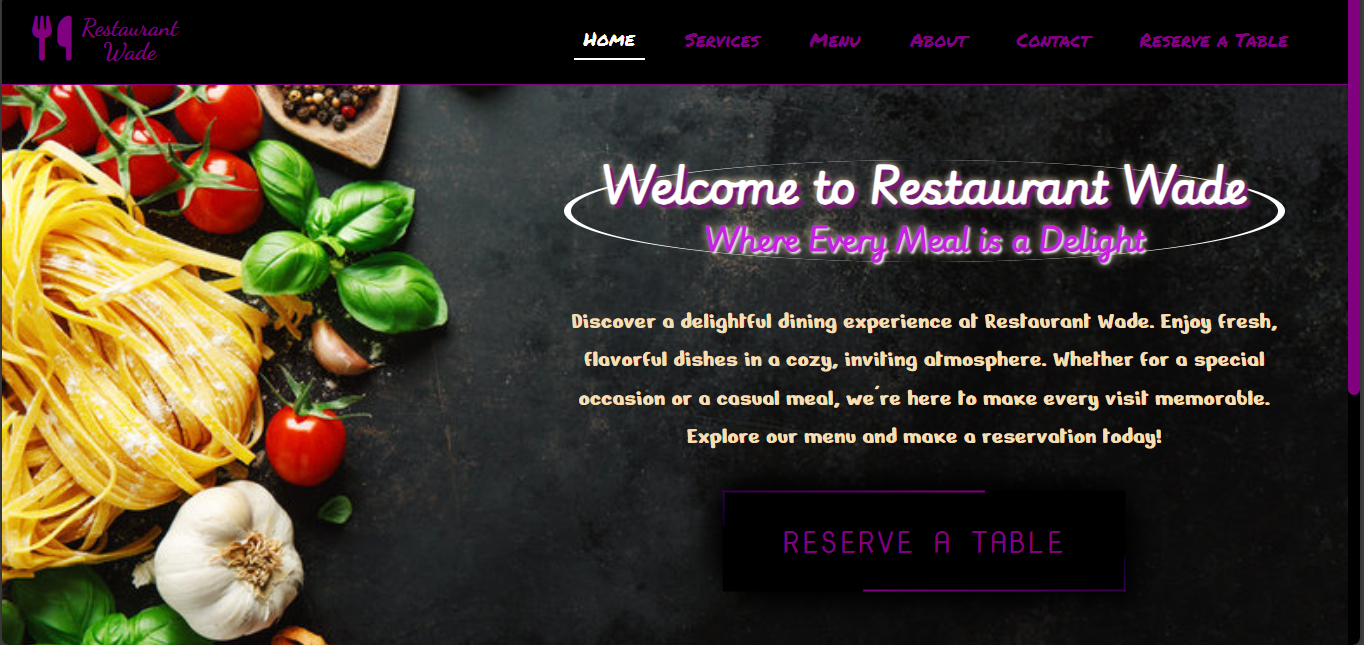 Restaurant
Wade
Home Services Menu About Contact Reserve a Table
Welcome to Restaurant Wade
Where Every Meal is a Delight
Discover a delightful dining experience at Restaurant Wade. Enjoy fresh,
flavorful dishes in a cozy, inviting atmosphere. Whether for a special
occasion or a casual meal, we're here to make every visit memorable.
Explore our menu and make a reservation today!
RESERVE A TABLE